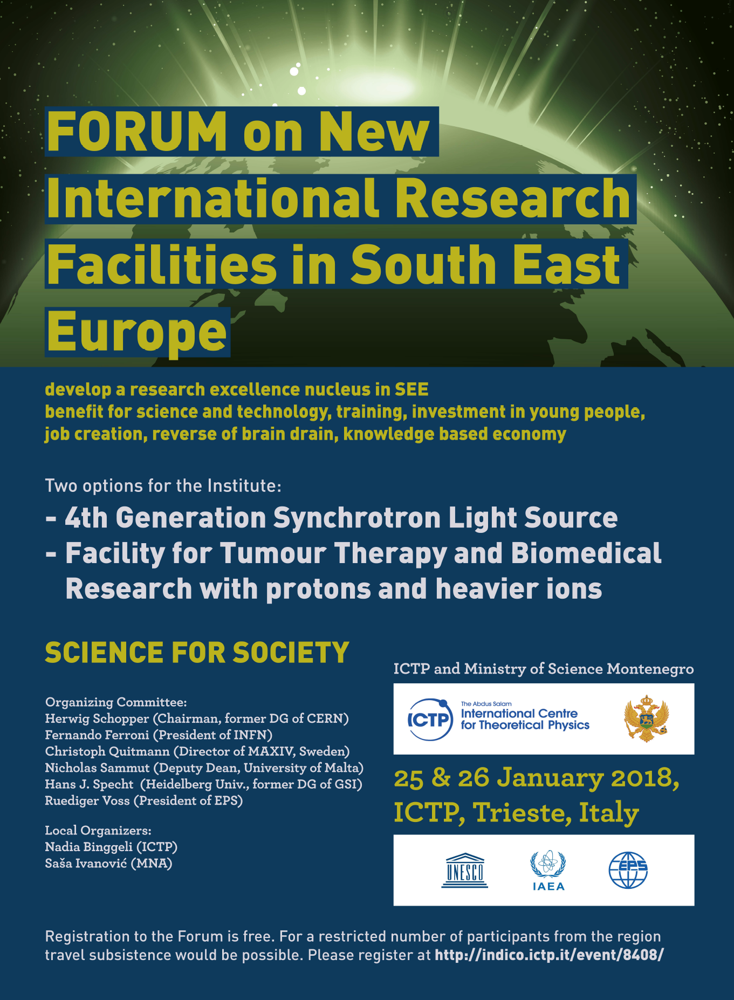 FORUM on New
International Research
Facilities in South East
Europe
develop a research excellence nucleus in SEE
benefit for science and technology, training, investment in young people,
job creation, reverse of brain drain, knowledge based economy
Two options for the Institute:
- 4th Generation Synchrotron Light Source
- Facility for Tumour Therapy and Biomedical
Research with protons and heavier ions
SCIENCE FOR SOCIETY
Organizing Committee:
Herwig Schopper (Chairman, former DG of CERN)
Fernando Ferroni (President of INFN)
Christoph Quitmann (Director of MAXIV, Sweden)
Nicholas Sammut (Deputy Dean, University of Malta)
Hans J. Specht (Heidelberg Univ., former DG of GSI)
Ruediger Voss (President of EPS)
Local Organizers:
Nadia Binggeli (ICTP)
Saša Ivanović (MNA)
ICTP and Ministry of Science Montenegro
ICTP
The Abdus Salam
International Centre
for Theoretical Physics
25 & 26 January 2018,
ICTP, Trieste, Italy
UNESCO
IAEA
EPS
Registration to the Forum is free. For a restricted number of participants from the region
travel subsistence would be possible. Please register at http://indico.ictp.it/event/8408/